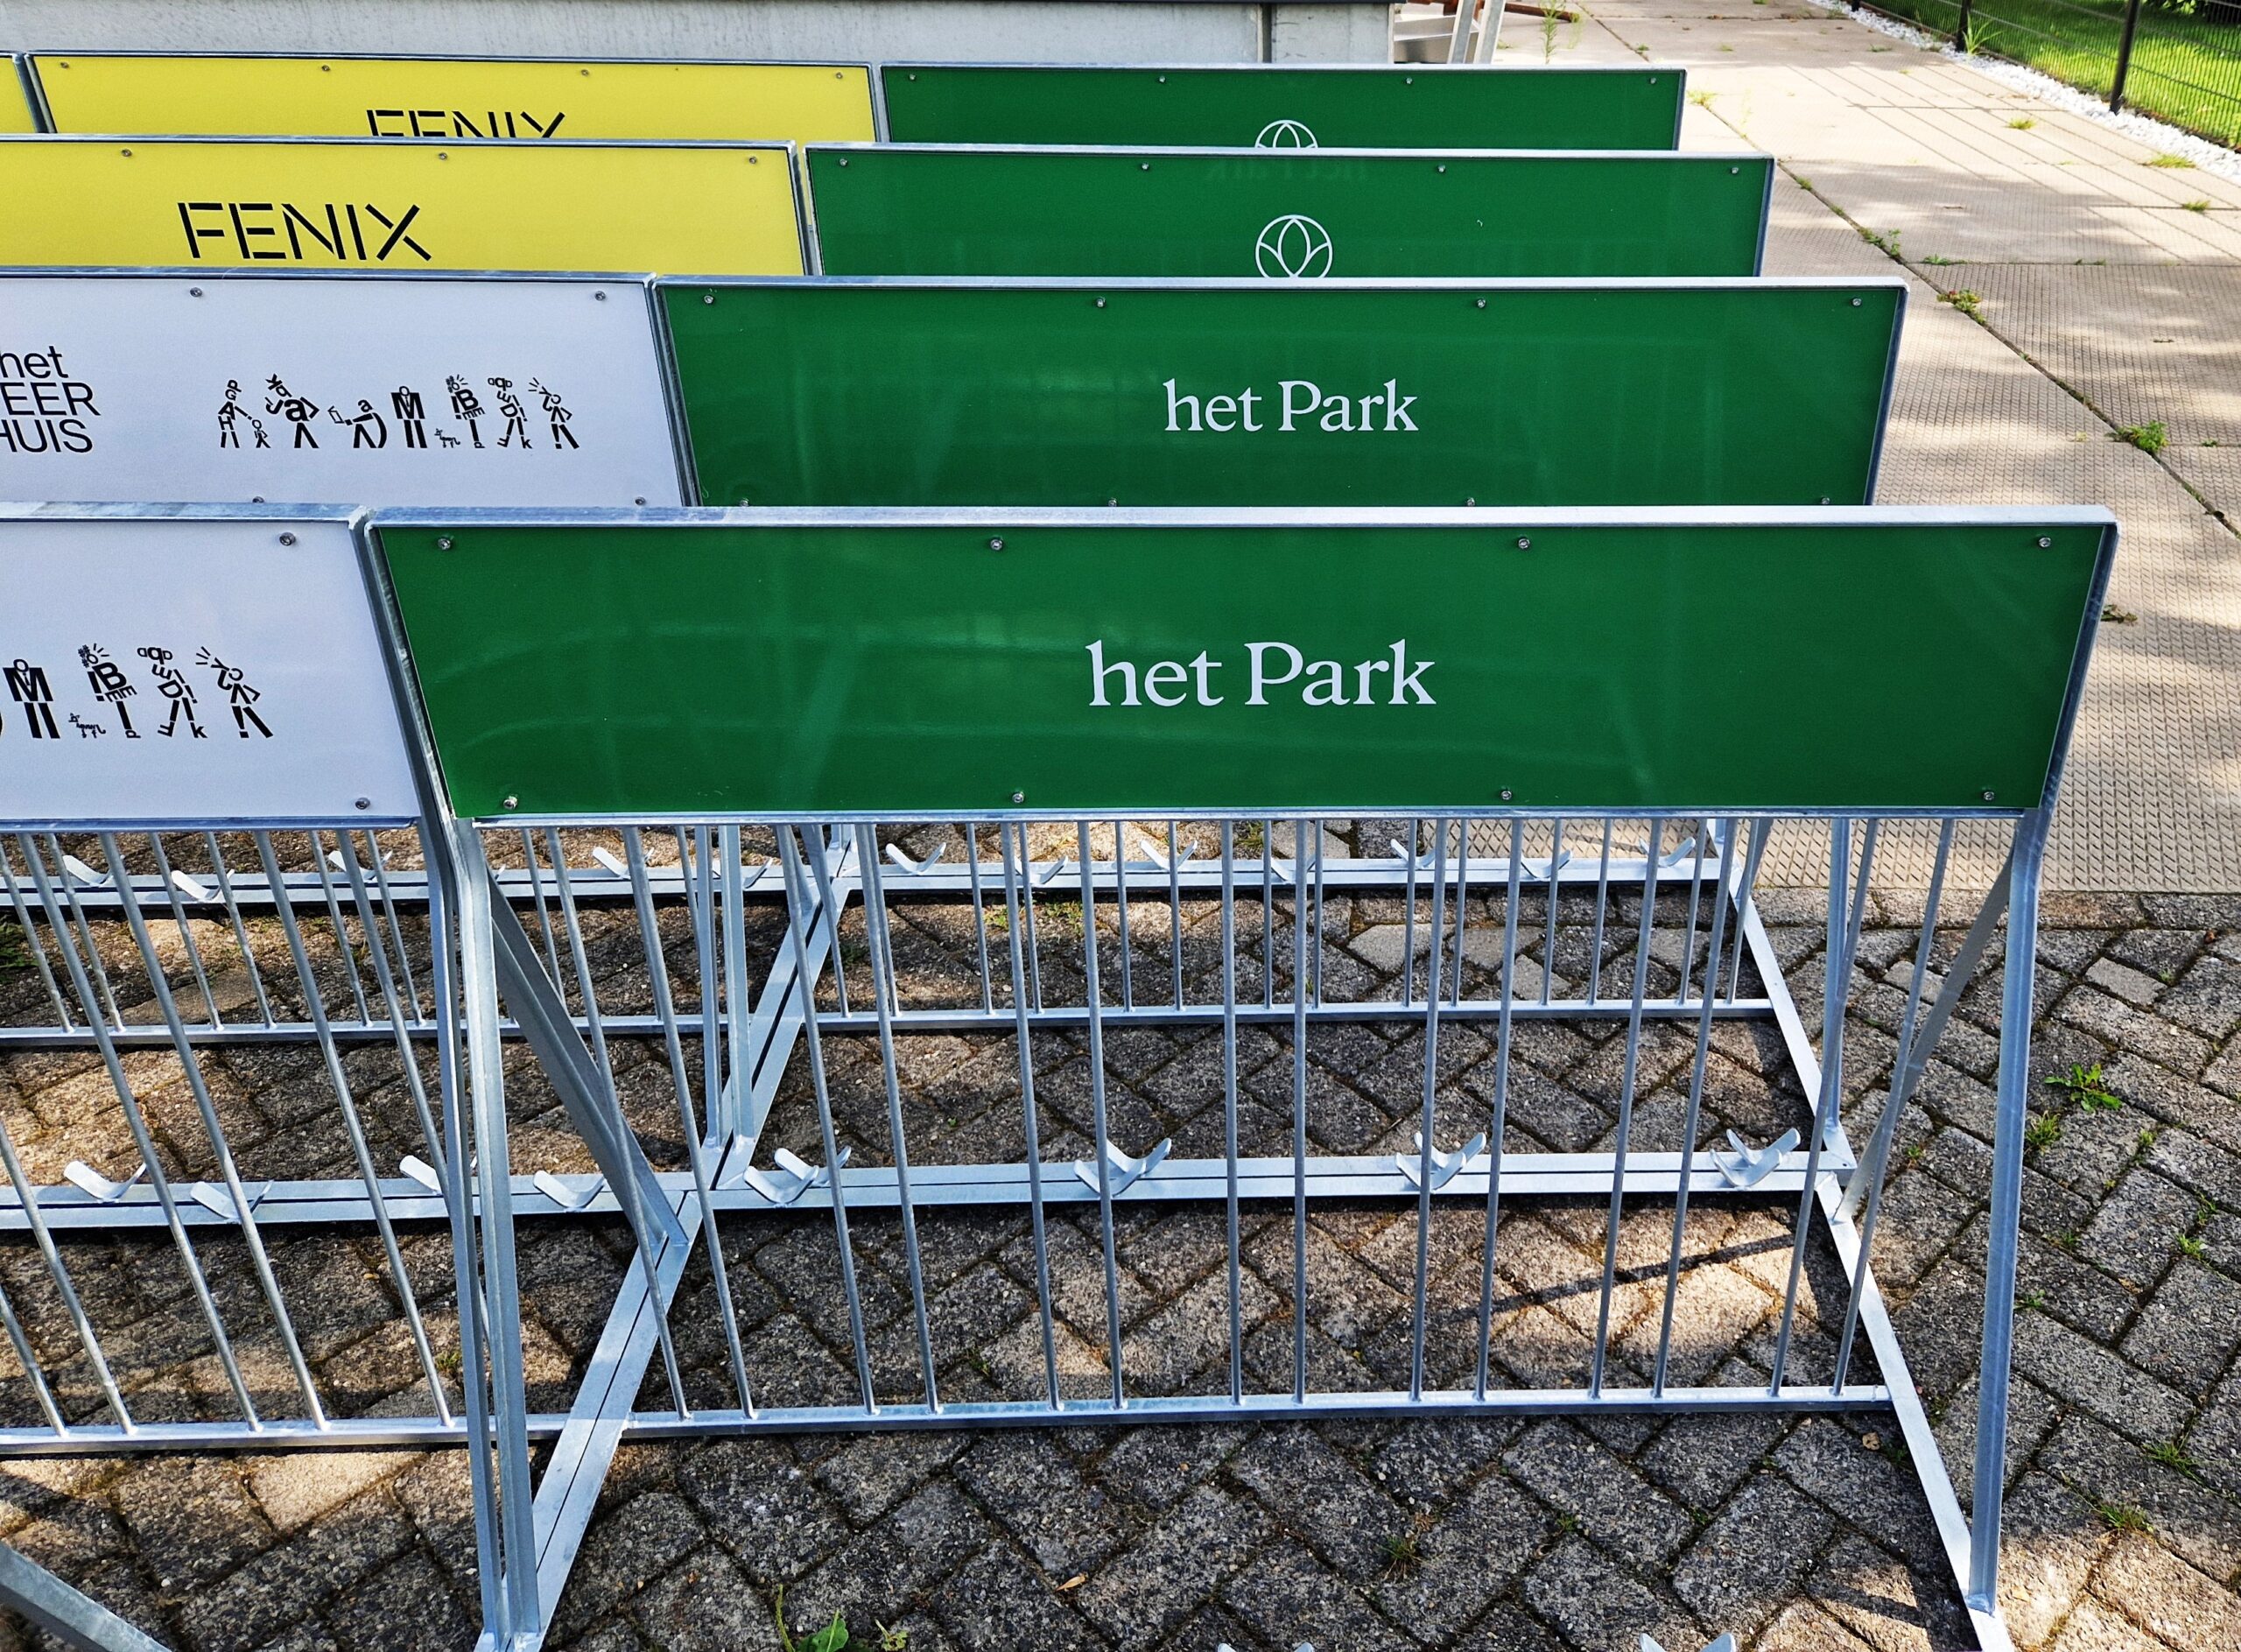 FENIX
FENIX
het
EER
HUIS
het Park
het Park